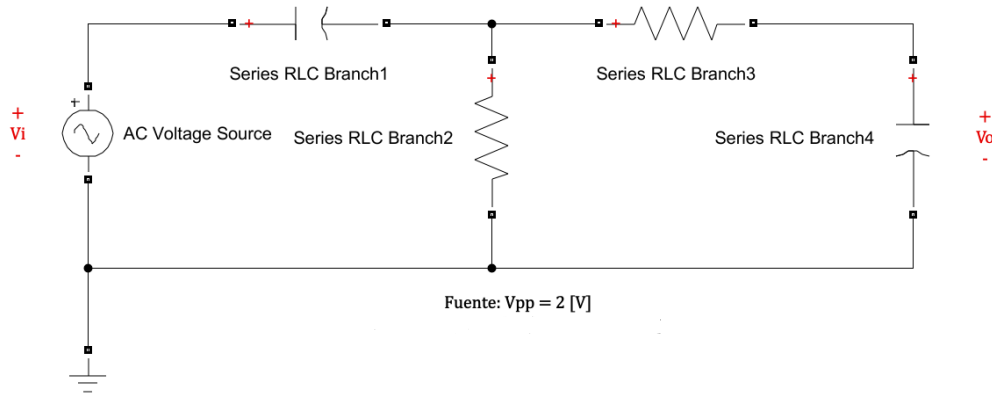 Series RLC Branch1
Series RLC Branch3
+
Vi
-
+
AC Voltage Source
Series RLC Branch2
Series RLC Branch4
+
Vo
-
Fuente: Vpp = 2 [V]